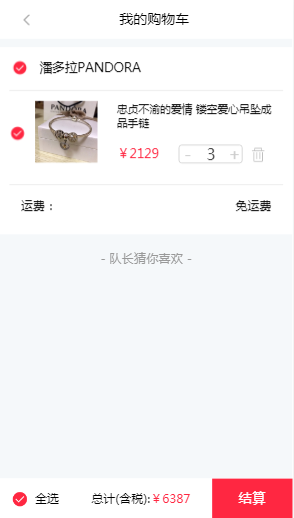 我的购物车
潘多拉PANDORA
PANDORA
忠贞不渝的爱情 镂空爱心吊坠成
品手链
￥2129
- 3 +
运费：
免运费
- 队长猜你喜欢 -
全选
总计(含税):￥6387
结算